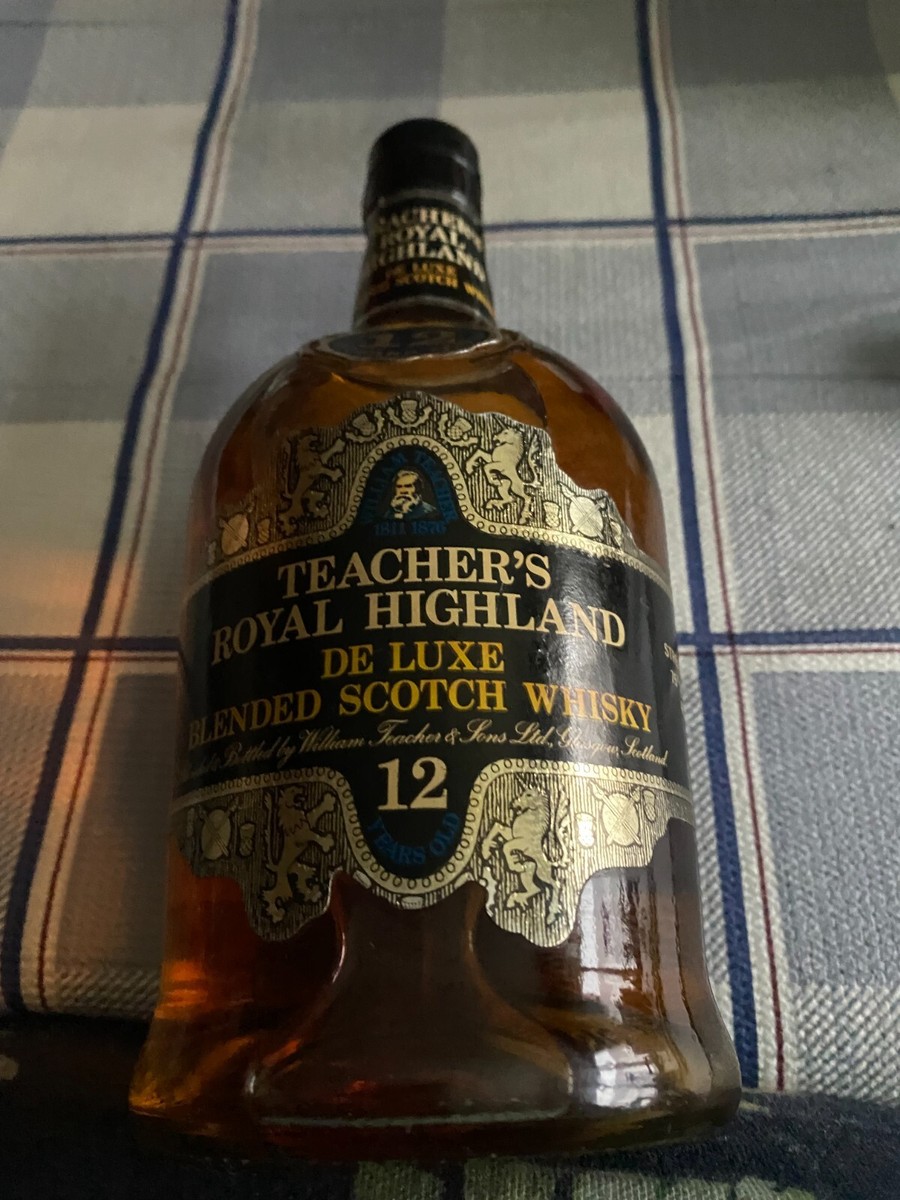 TEACHER'S
ROYAL
HIGHLAND
DE LUXE
SCOTCH
12
WILLIAM TEACHER
1811 1876
TEACHER'S
ROYAL HIGHLAND
DE LUXE
BLENDED SCOTCH WHISKY
Bottled by William Teacher & Sons Ltd, Glasgow, Scotland
12
YEARS OLD